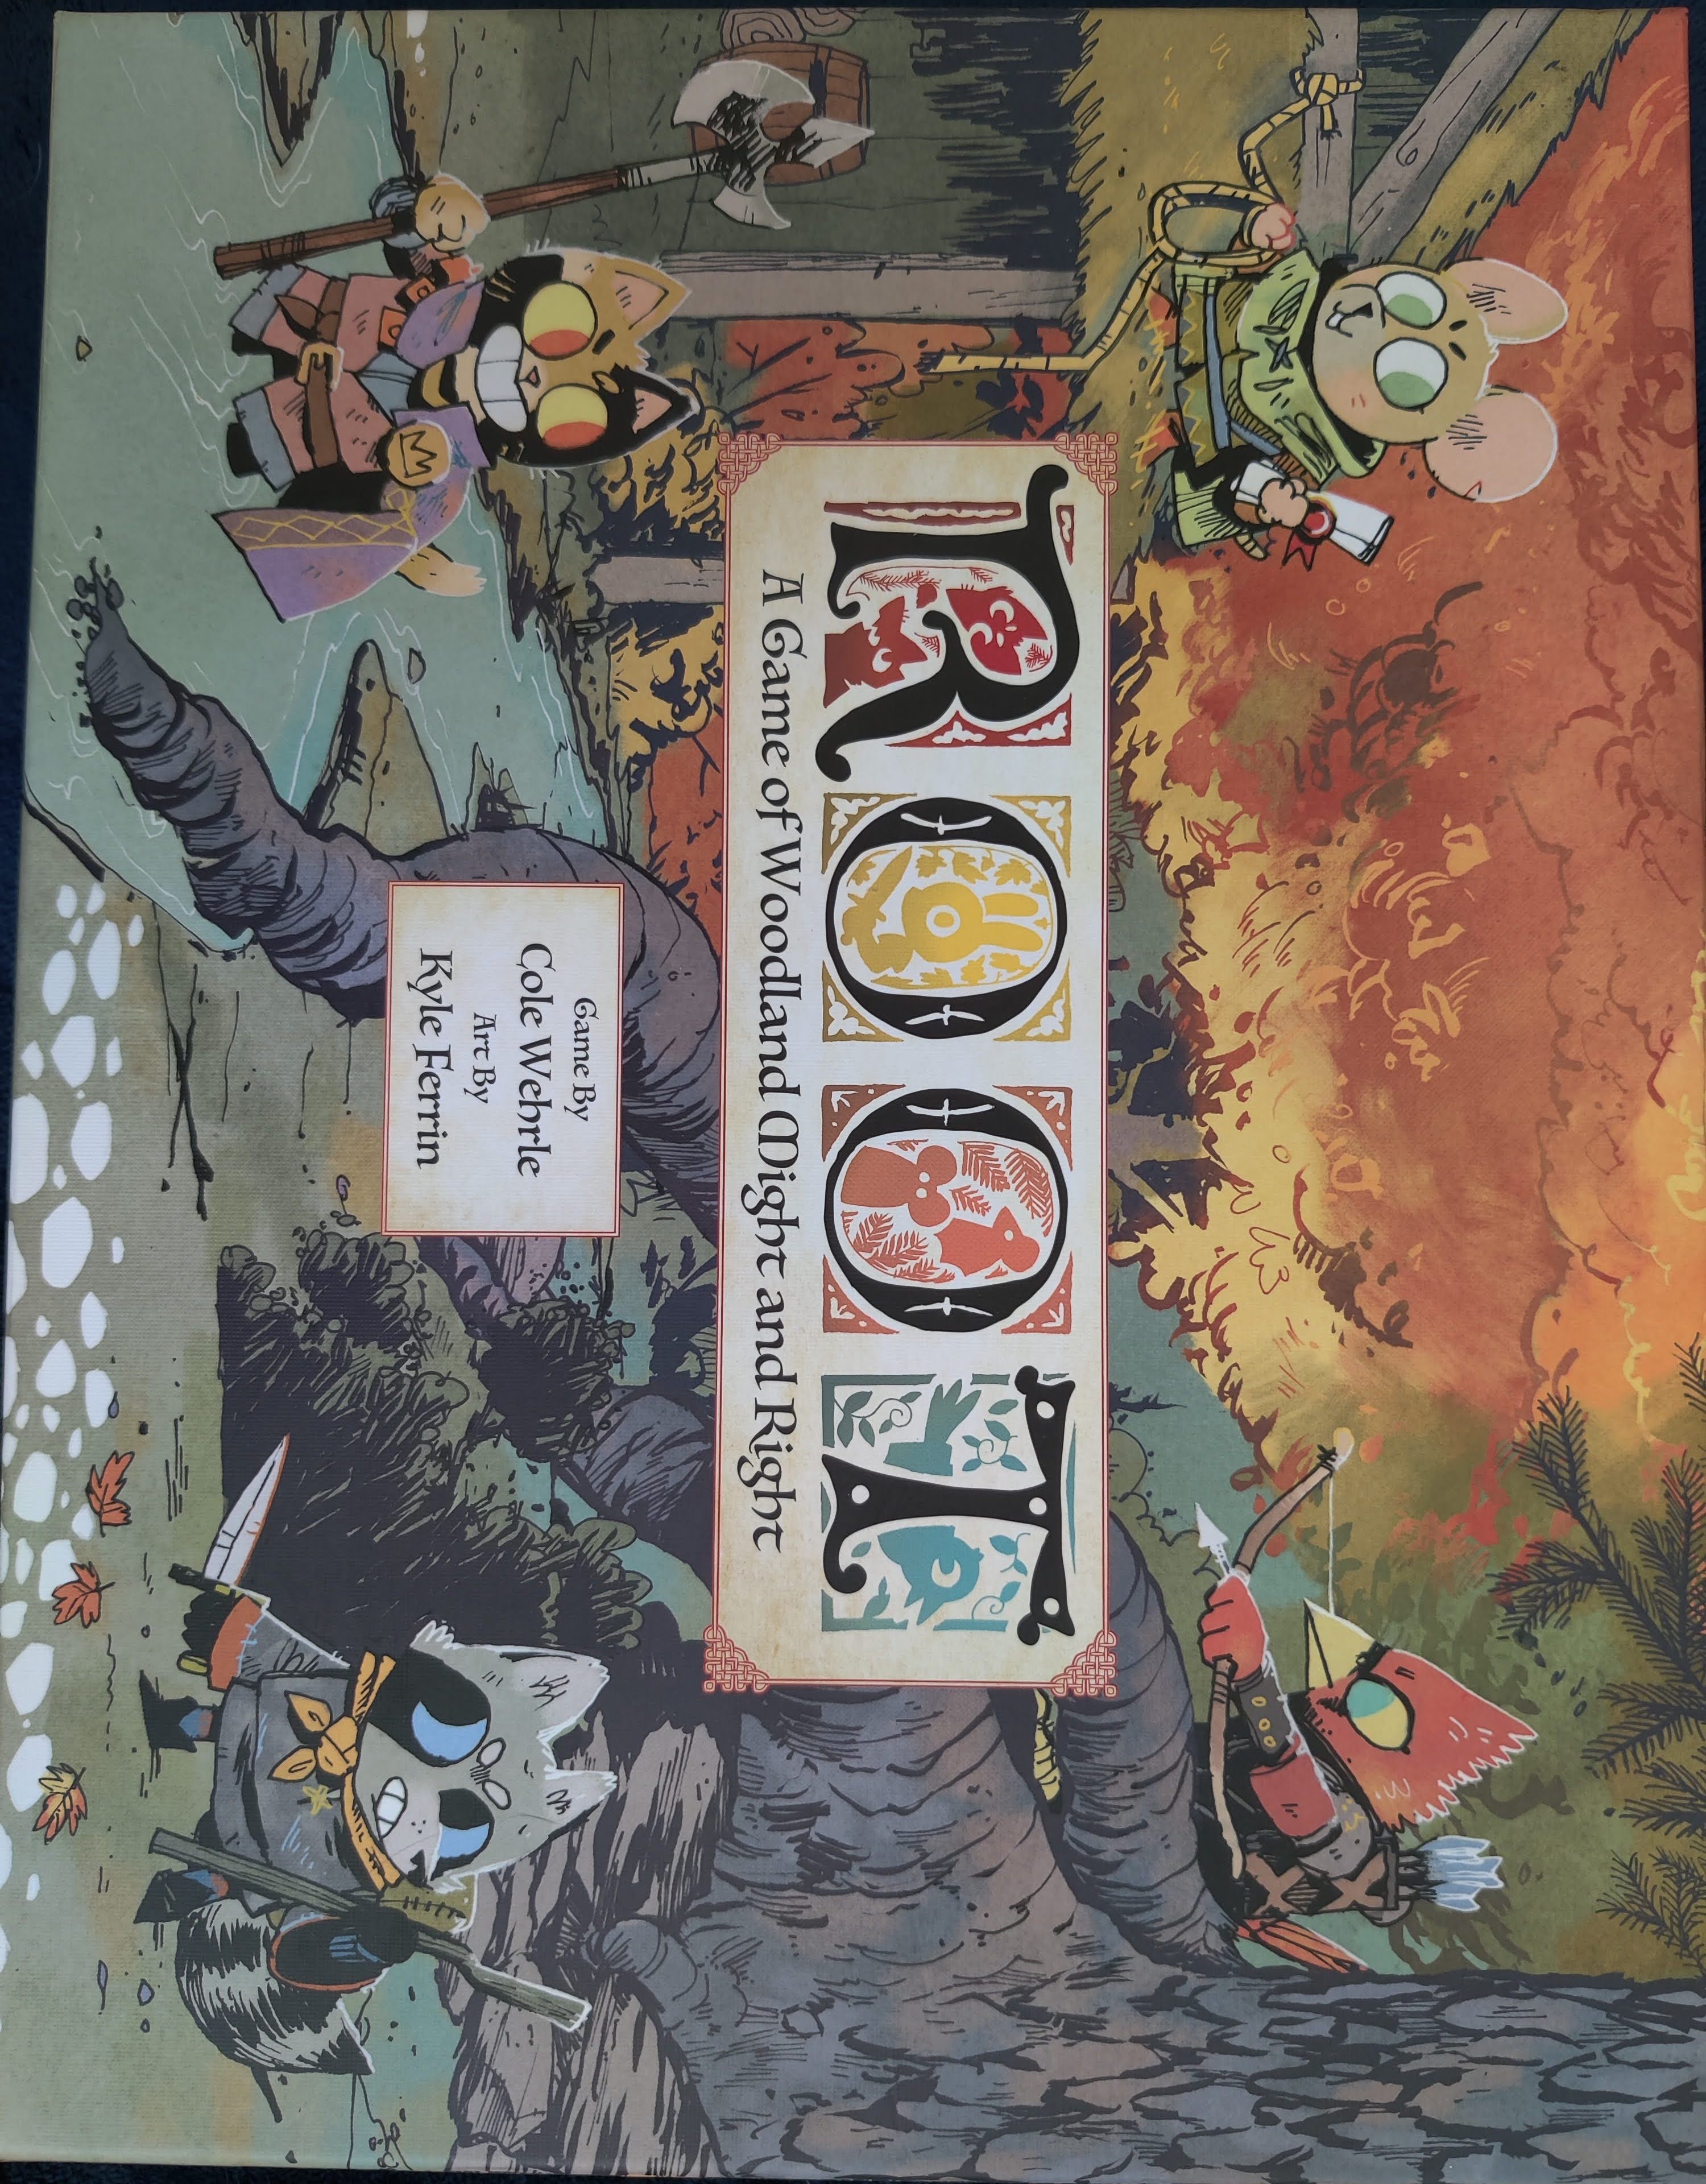 ROOT
A Game of Woodland Might and Right
Game By
Cole Wehrle
Art By
Kyle Ferrin